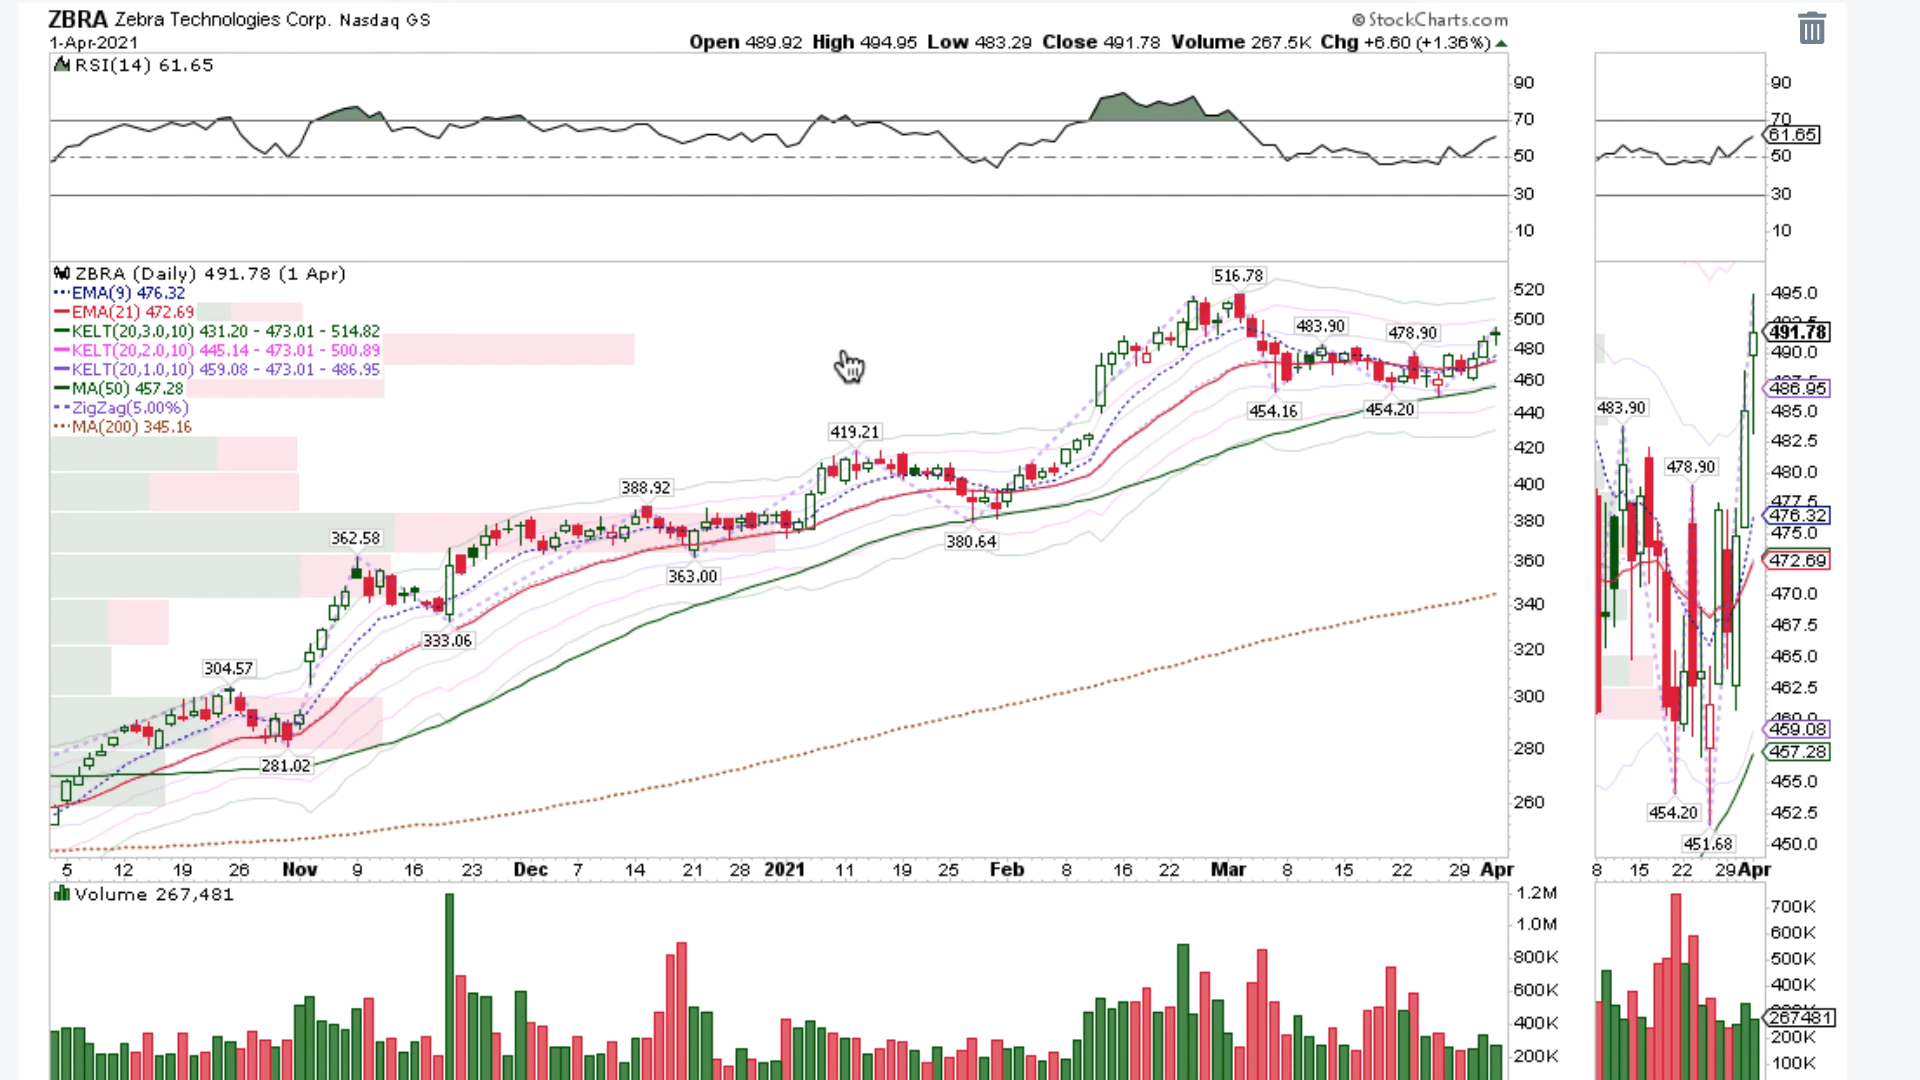 ZBRA Zebra Technologies Corp. Nasdaq GS
© StockCharts.com
1-Apr-2021
Open 489.92 High 494.95 Low 483.29 Close 491.78 Volume 267.5K Chg +6.60 (+1.36%)
RSI(14) 61.65
90
70
50
30
10
90
70
61.65
50
30
10
ZBRA (Daily) 491.78 (1 Apr)
EMA(9) 476.32
EMA(21) 472.69
KELT(20,3.0,10) 431.20 - 473.01 - 514.82
KELT(20,2.0,10) 445.14 - 473.01 - 500.89
KELT(20,1.0,10) 459.08 - 473.01 - 486.95
MA(50) 457.28
ZigZag(5.00%)
MA(200) 345.16
516.78
483.90
478.90
454.16
454.20
419.21
388.92
380.64
362.58
363.00
333.06
304.57
281.02
520
500
480
460
440
420
400
380
360
340
320
300
280
260
5 12 19 26 Nov 9 16 23 Dec 7 14 21 28 2021 11 19 25 Feb 8 16 22 Mar 8 15 22 29 Apr
483.90
478.90
454.20
451.68
495.0
491.78
490.0
486.95
485.0
482.5
480.0
477.5
476.32
475.0
472.69
470.0
467.5
465.0
462.5
460.0
459.08
457.28
455.0
452.5
450.0
8 15 22 29 Apr
Volume 267,481
1.2M
1.0M
800K
600K
400K
200K
700K
600K
500K
400K
267481
200K
100K